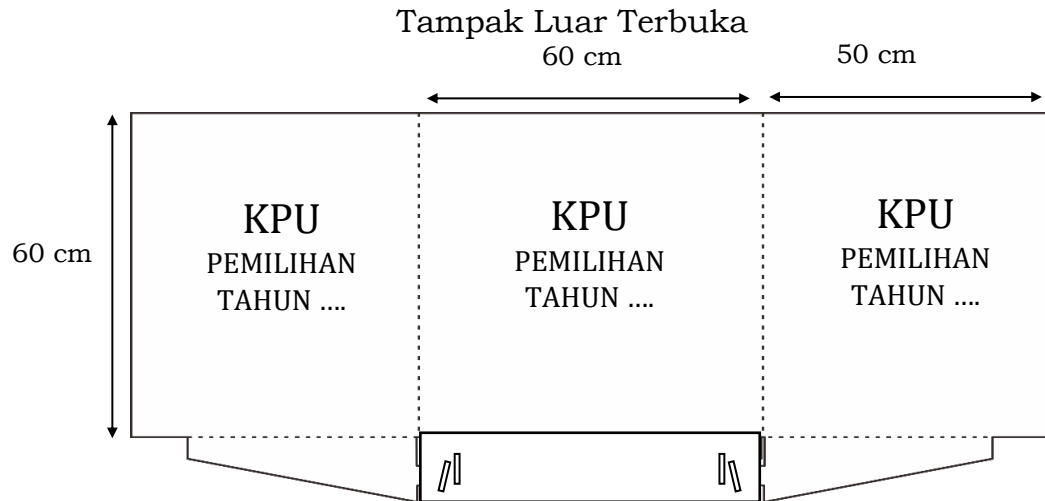 Tampak Luar Terbuka
60 cm
50 cm
60 cm
KPU
PEMILIHAN
TAHUN ....
KPU
PEMILIHAN
TAHUN ....
KPU
PEMILIHAN
TAHUN ....